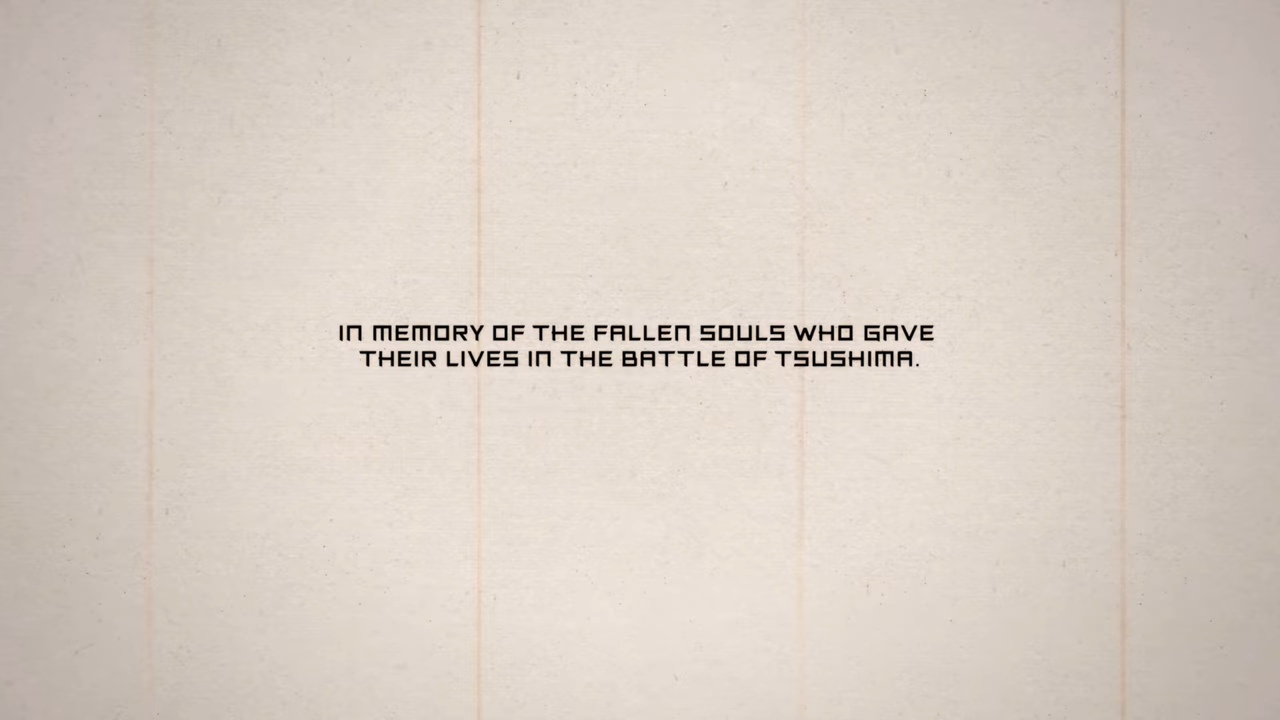 IN MEMORY OF THE FALLEN SOULS WHO GAVE
THEIR LIVES IN THE BATTLE OF TSUSHIMA.